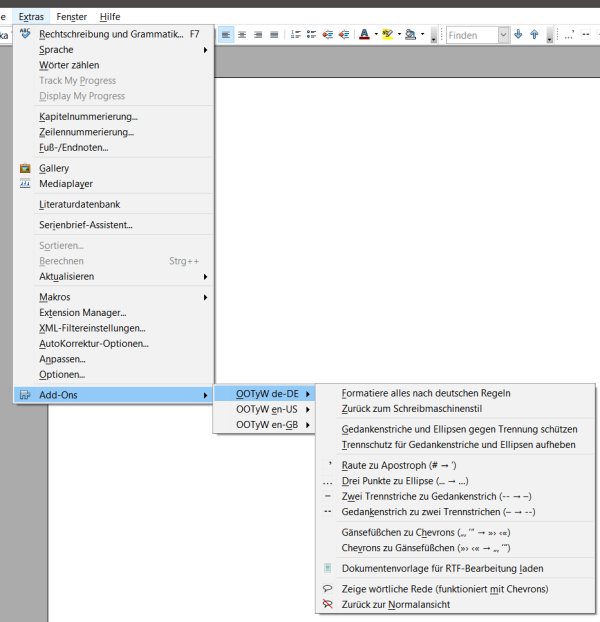 e Extras Fenster Hilfe
ka
Finden
Rechtschreibung und Grammatik... F7
Sprache
Wörter zählen
Track My Progress
Display My Progress
Kapitelnummerierung...
Zeilennummerierung...
Fuß-/Endnoten...
Gallery
Mediaplayer
Literaturdatenbank
Serienbrief-Assistent...
Sortieren...
Berechnen Strg++
Aktualisieren
Makros
Extension Manager...
XML-Filtereinstellungen...
AutoKorrektur-Optionen...
Anpassen...
Optionen...
Add-Ons
OOTyW de-DE
OOTyW en-US
OOTyW en-GB
Formatiere alles nach deutschen Regeln
Zurück zum Schreibmaschinenstil
Gedankenstriche und Ellipsen gegen Trennung schützen
Trennschutz für Gedankenstriche und Ellipsen aufheben
’ Raute zu Apostroph (# → ’)
… Drei Punkte zu Ellipse (... → …)
– Zwei Trennstriche zu Gedankenstrich (-- → –)
-- Gedankenstrich zu zwei Trennstrichen (– → --)
Gänsefüßchen zu Chevrons („‚ ‘“ → »› ‹«)
Chevrons zu Gänsefüßchen (»› ‹« → „‚ ‘“)
Dokumentenvorlage für RTF-Bearbeitung laden
Zeige wörtliche Rede (funktioniert mit Chevrons)
Zurück zur Normalansicht